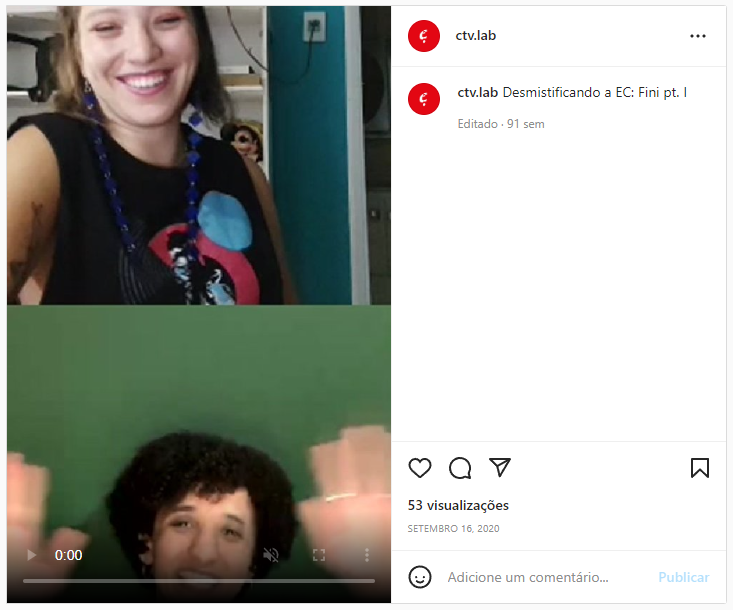 ctv.lab
ctv.lab Desmistificando a EC: Fini pt. I
Editado · 91 sem
0:00
53 visualizações
SETEMBRO 16, 2020
Adicione um comentário...
Publicar